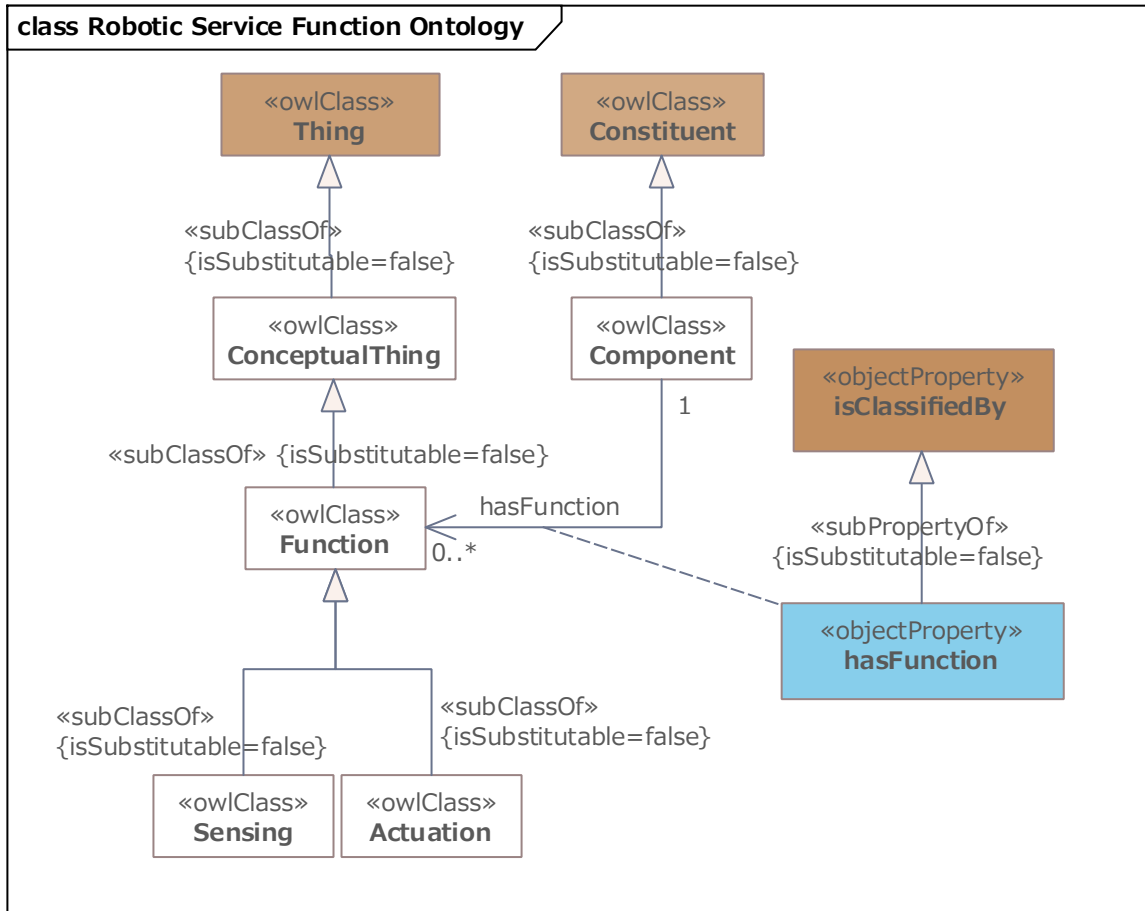 class Robotic Service Function Ontology
«owlClass»
Thing
«owlClass»
Constituent
«subClassOf»
{isSubstitutable=false}
«subClassOf»
{isSubstitutable=false}
«owlClass»
ConceptualThing
«owlClass»
Component
1
«objectProperty»
isClassifiedBy
«subClassOf» {isSubstitutable=false}
«owlClass»
Function
hasFunction
0..*
«subPropertyOf»
{isSubstitutable=false}
«objectProperty»
hasFunction
«subClassOf»
{isSubstitutable=false}
«subClassOf»
{isSubstitutable=false}
«owlClass»
Sensing
«owlClass»
Actuation